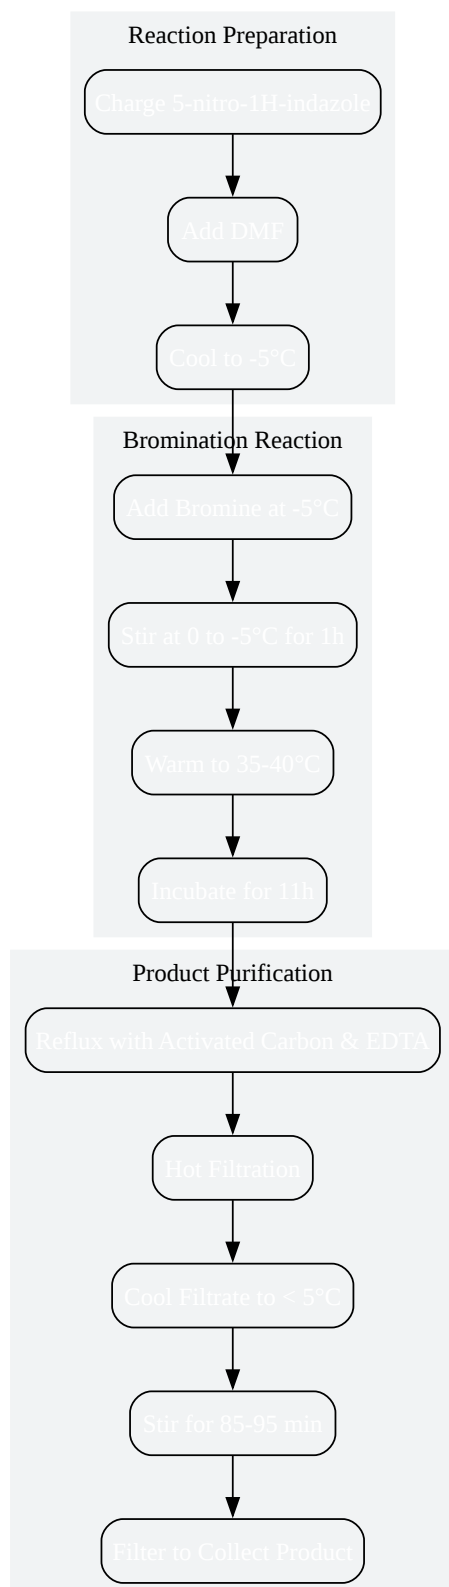 Reaction Preparation
Charge 5-nitro-1H-indazole
Add DMF
Cool to -5°C
Bromination Reaction
Add Bromine at -5°C
Stir at 0 to -5°C for 1h
Warm to 35-40°C
Incubate for 11h
Product Purification
Reflux with Activated Carbon & EDTA
Hot Filtration
Cool Filtrate to < 5°C
Stir for 85-95 min
Filter to Collect Product